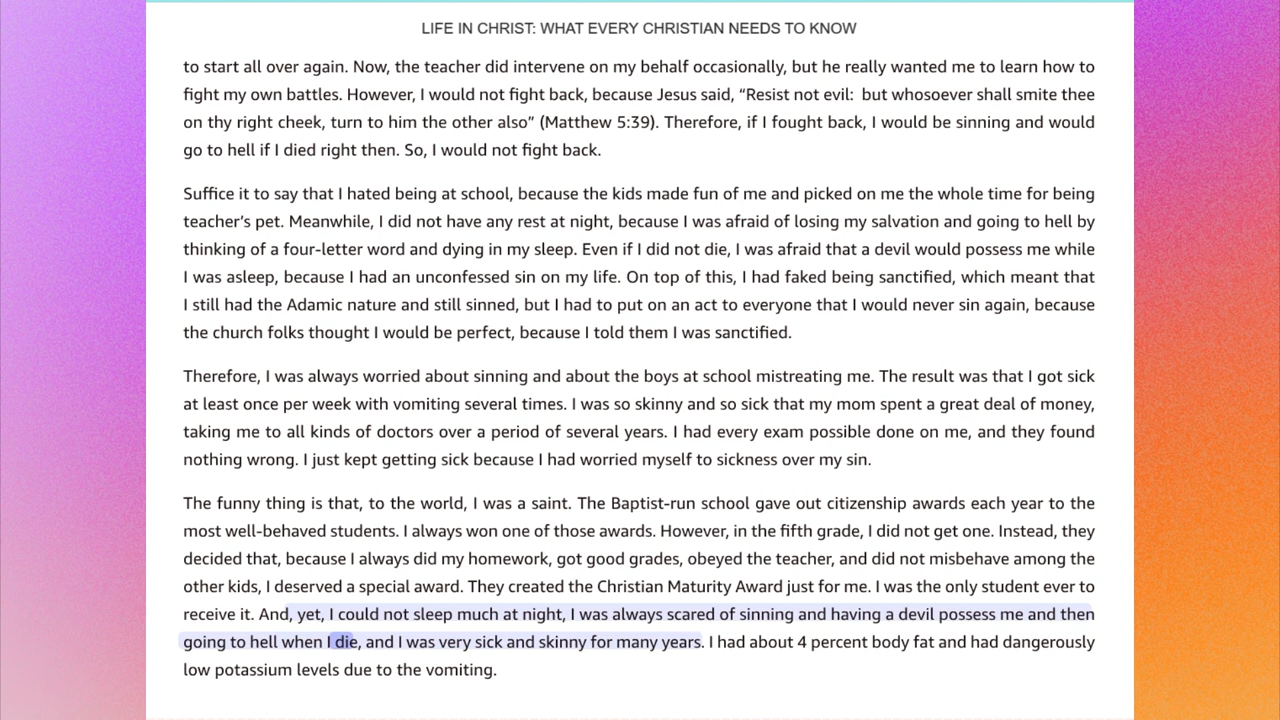 LIFE IN CHRIST: WHAT EVERY CHRISTIAN NEEDS TO KNOW
to start all over again. Now, the teacher did intervene on my behalf occasionally, but he really wanted me to learn how to
fight my own battles. However, I would not fight back, because Jesus said, “Resist not evil:  but whosoever shall smite thee
on thy right cheek, turn to him the other also” (Matthew 5:39). Therefore, if I fought back, I would be sinning and would
go to hell if I died right then. So, I would not fight back.
Suffice it to say that I hated being at school, because the kids made fun of me and picked on me the whole time for being
teacher’s pet. Meanwhile, I did not have any rest at night, because I was afraid of losing my salvation and going to hell by
thinking of a four-letter word and dying in my sleep. Even if I did not die, I was afraid that a devil would possess me while
I was asleep, because I had an unconfessed sin on my life. On top of this, I had faked being sanctified, which meant that
I still had the Adamic nature and still sinned, but I had to put on an act to everyone that I would never sin again, because
the church folks thought I would be perfect, because I told them I was sanctified.
Therefore, I was always worried about sinning and about the boys at school mistreating me. The result was that I got sick
at least once per week with vomiting several times. I was so skinny and so sick that my mom spent a great deal of money,
taking me to all kinds of doctors over a period of several years. I had every exam possible done on me, and they found
nothing wrong. I just kept getting sick because I had worried myself to sickness over my sin.
The funny thing is that, to the world, I was a saint. The Baptist-run school gave out citizenship awards each year to the
most well-behaved students. I always won one of those awards. However, in the fifth grade, I did not get one. Instead, they
decided that, because I always did my homework, got good grades, obeyed the teacher, and did not misbehave among the
other kids, I deserved a special award. They created the Christian Maturity Award just for me. I was the only student ever to
receive it. And, yet, I could not sleep much at night, I was always scared of sinning and having a devil possess me and then
going to hell when I die, and I was very sick and skinny for many years. I had about 4 percent body fat and had dangerously
low potassium levels due to the vomiting.